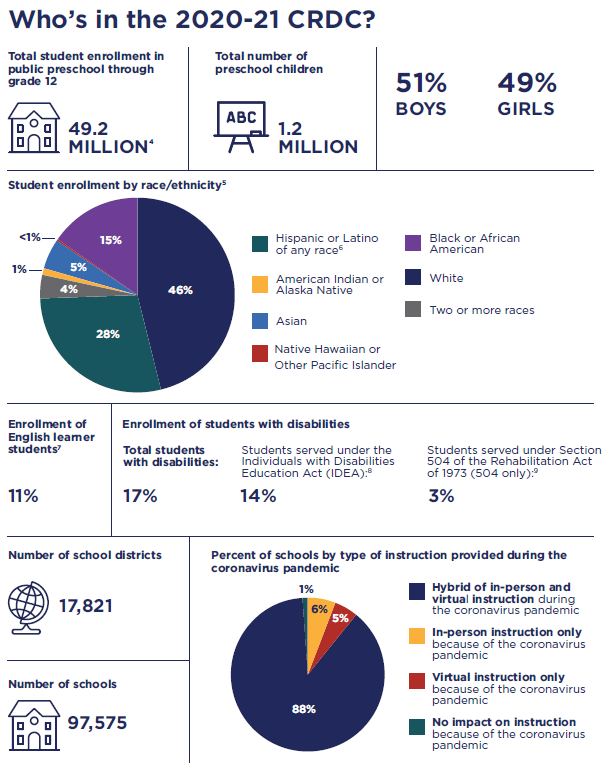 Who's in the 2020-21 CRDC?
Total student enrollment in
public preschool through
grade 12
49.2
MILLION⁴
Total number of
preschool children
ABC
1.2
MILLION
51%
BOYS
49%
GIRLS
Student enrollment by race/ethnicity⁵
<1%
15%
5%
1%
4%
46%
28%
Hispanic or Latino
of any race⁶
American Indian or
Alaska Native
Asian
Native Hawaiian or
Other Pacific Islander
Black or African
American
White
Two or more races
Enrollment of
English learner
students⁷
11%
Enrollment of students with disabilities
Total students
with disabilities:
17%
Students served under the
Individuals with Disabilities
Education Act (IDEA):⁸
14%
Students served under Section
504 of the Rehabilitation Act
of 1973 (504 only):⁹
3%
Number of school districts
17,821
Number of schools
97,575
Percent of schools by type of instruction provided during the
coronavirus pandemic
1%
6%
5%
88%
Hybrid of in-person and
virtual instruction during
the coronavirus pandemic
In-person instruction only
because of the coronavirus
pandemic
Virtual instruction only
because of the coronavirus
pandemic
No impact on instruction
because of the coronavirus
pandemic